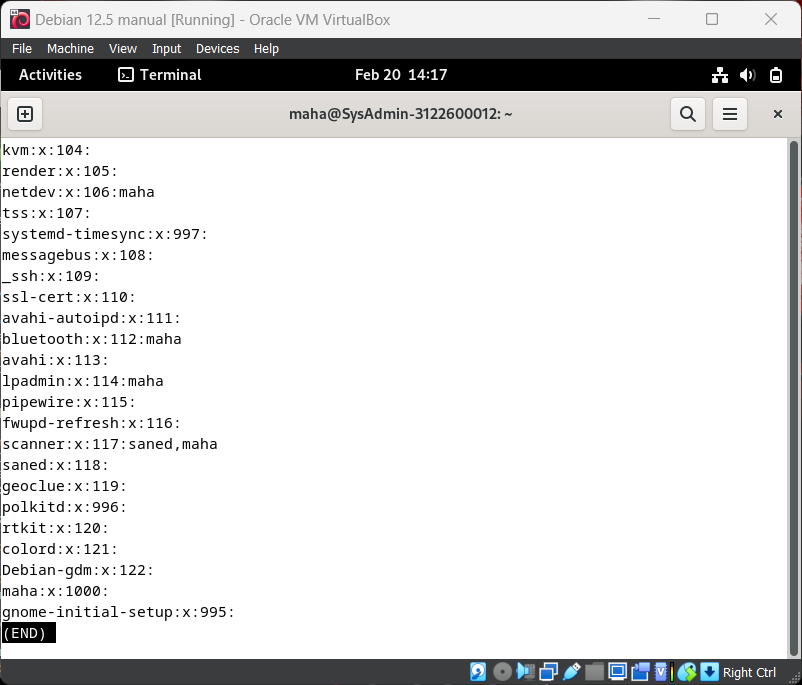 Debian 12.5 manual [Running] - Oracle VM VirtualBox
File Machine View Input Devices Help
Activities Terminal Feb 20 14:17
maha@SysAdmin-3122600012: ~
kvm:x:104:
render:x:105:
netdev:x:106:maha
tss:x:107:
systemd-timesync:x:997:
messagebus:x:108:
_ssh:x:109:
ssl-cert:x:110:
avahi-autoipd:x:111:
bluetooth:x:112:maha
avahi:x:113:
lpadmin:x:114:maha
pipewire:x:115:
fwupd-refresh:x:116:
scanner:x:117:saned,maha
saned:x:118:
geoclue:x:119:
polkitd:x:996:
rtkit:x:120:
colord:x:121:
Debian-gdm:x:122:
maha:x:1000:
gnome-initial-setup:x:995:
(END)
Right Ctrl